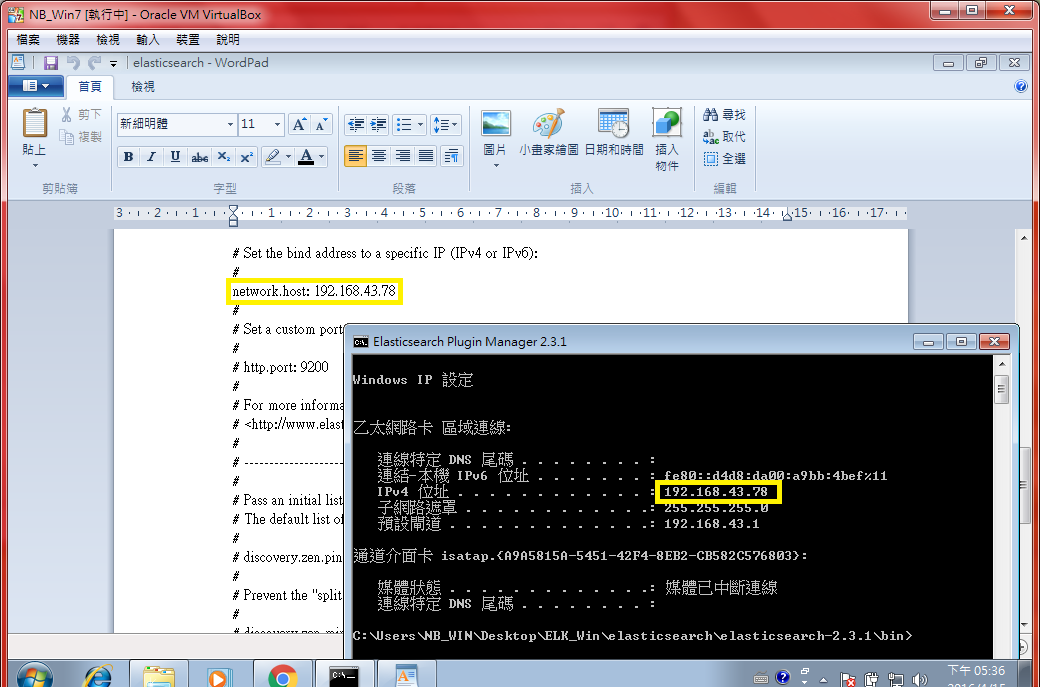 NB_Win7 [執行中] - Oracle VM VirtualBox
檔案 機器 檢視 輸入 裝置 說明
elasticsearch - WordPad
首頁 檢視
剪下
複製
貼上
剪貼簿
新細明體 11
字型
段落
圖片
小畫家繪圖
日期和時間
插入
物件
插入
尋找
取代
全選
編輯
3 2 1 1 2 3 4 5 6 7 8 9 10 11 12 13 14 15 16 17
# Set the bind address to a specific IP (IPv4 or IPv6):
#
network.host: 192.168.43.78
#
# Set a custom port
#
# http.port: 9200
#
# For more informa
# <http://www.elast
#
# ----------------
#
# Pass an initial list
# The default list of
#
# discovery.zen.pin
#
# Prevent the "split
#
Elasticsearch Plugin Manager 2.3.1
Windows IP 設定
乙太網路卡 區域連線:
連線特定 DNS 尾碼 . . . . . . . . :
連結-本機 IPv6 位址 . . . . . . . : fe80::d4d8:da00:a9bb:4bef%11
IPv4 位址 . . . . . . . . . . . . : 192.168.43.78
子網路遮罩 . . . . . . . . . . . .: 255.255.255.0
預設閘道 . . . . . . . . . . . . .: 192.168.43.1
通道介面卡 isatap.{A9A5815A-5451-42F4-8EB2-CB582C576803}:
媒體狀態 . . . . . . . . . . . . .: 媒體已中斷連線
連線特定 DNS 尾碼 . . . . . . . . :
C:\Users\NB_WIN\Desktop\ELK_Win\elasticsearch\elasticsearch-2.3.1\bin>
下午 05:36